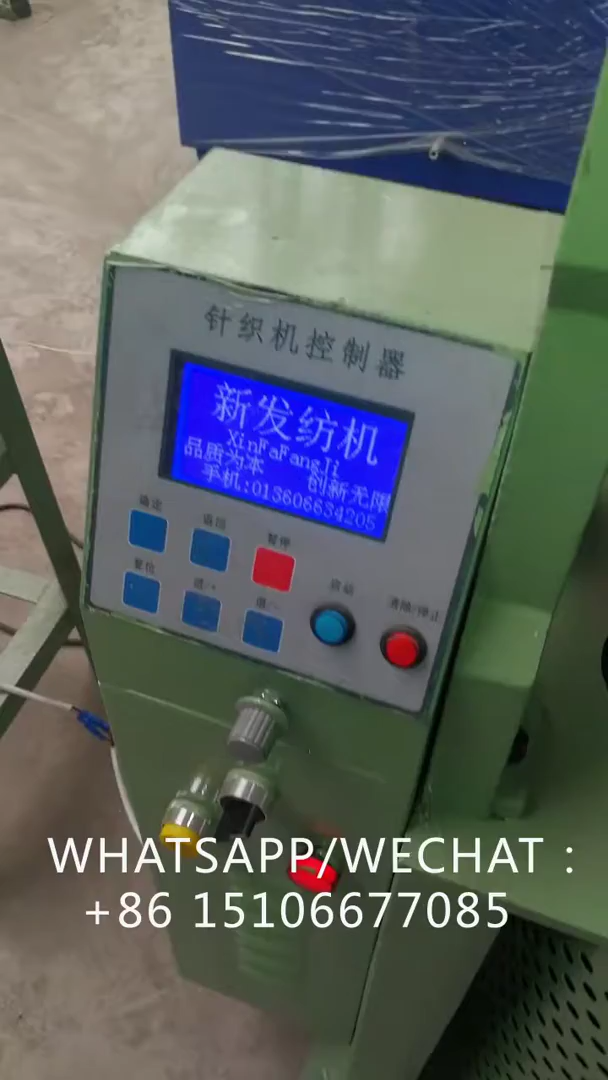 针织机控制器
新发纺机
XinFaFangJi
品质为本 创新无限
手机:013606634205
确定
返回
暂停
复位
启动
清除/停止
WHATSAPP/WECHAT：
+86 15106677085